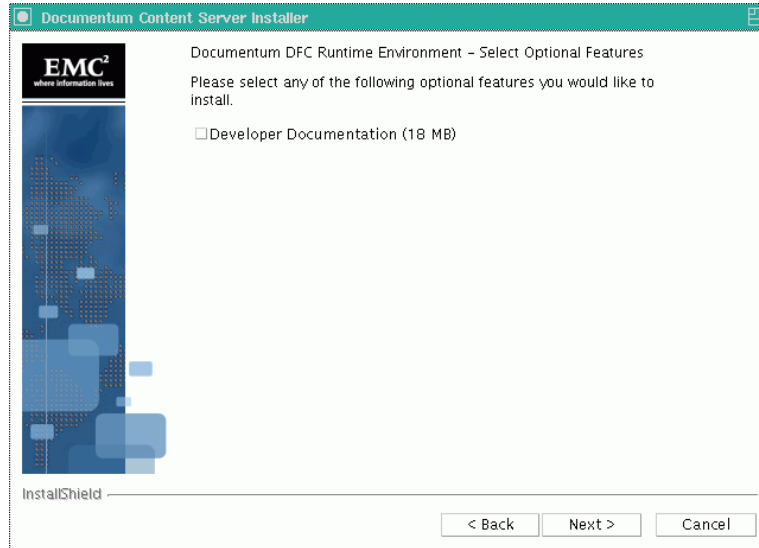 Documentum Content Server Installer
EMC²
where information lives
Documentum DFC Runtime Environment – Select Optional Features
Please select any of the following optional features you would like to
install.
Developer Documentation (18 MB)
InstallShield
< Back
Next >
Cancel